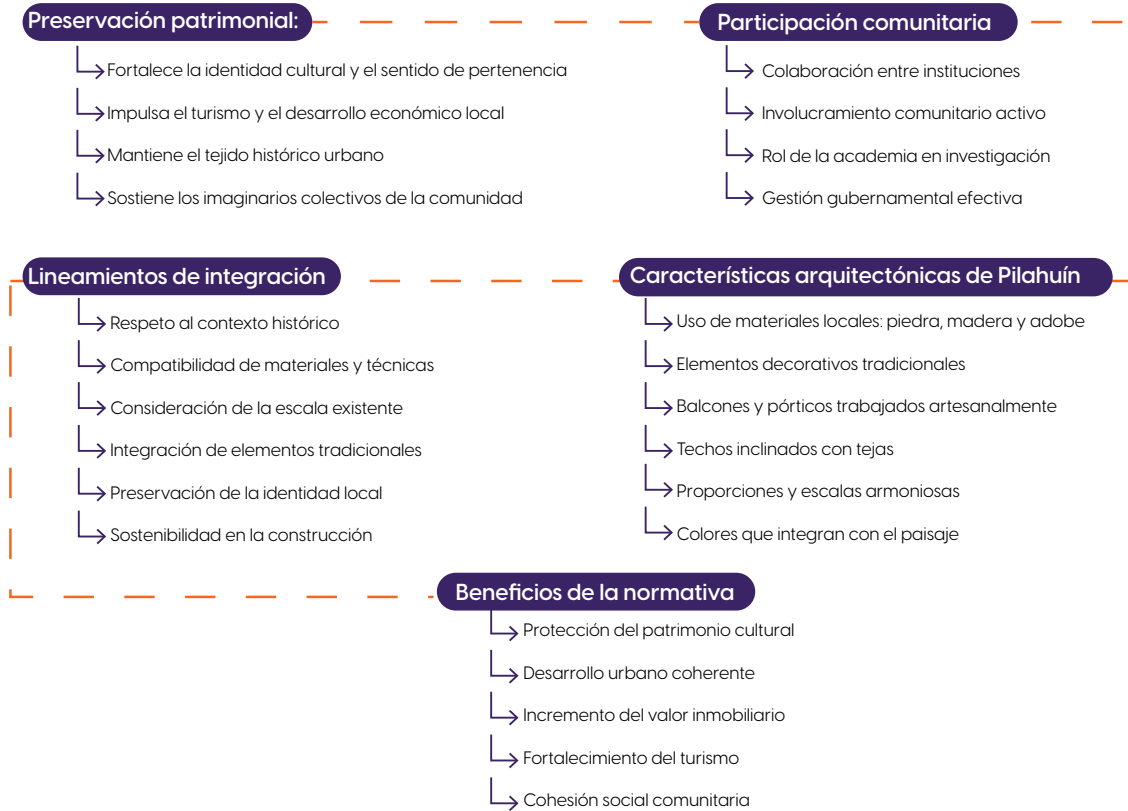 Preservación patrimonial:
Fortalece la identidad cultural y el sentido de pertenencia
Impulsa el turismo y el desarrollo económico local
Mantiene el tejido histórico urbano
Sostiene los imaginarios colectivos de la comunidad
Participación comunitaria
Colaboración entre instituciones
Involucramiento comunitario activo
Rol de la academia en investigación
Gestión gubernamental efectiva
Lineamientos de integración
Respeto al contexto histórico
Compatibilidad de materiales y técnicas
Consideración de la escala existente
Integración de elementos tradicionales
Preservación de la identidad local
Sostenibilidad en la construcción
Características arquitectónicas de Pilahuín
Uso de materiales locales: piedra, madera y adobe
Elementos decorativos tradicionales
Balcones y pórticos trabajados artesanalmente
Techos inclinados con tejas
Proporciones y escalas armoniosas
Colores que integran con el paisaje
Beneficios de la normativa
Protección del patrimonio cultural
Desarrollo urbano coherente
Incremento del valor inmobiliario
Fortalecimiento del turismo
Cohesión social comunitaria